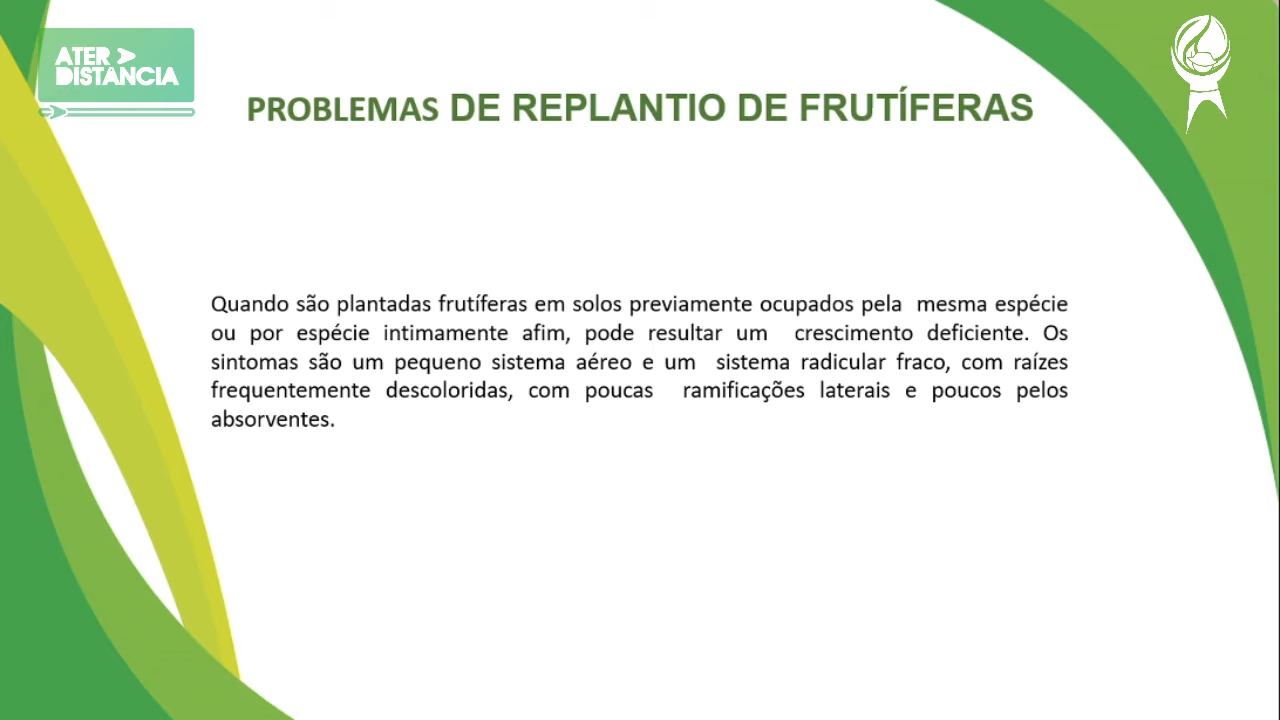 ATER
DISTÂNCIA
PROBLEMAS DE REPLANTIO DE FRUTÍFERAS
Quando são plantadas frutíferas em solos previamente ocupados pela mesma espécie
ou por espécie intimamente afim, pode resultar um crescimento deficiente. Os
sintomas são um pequeno sistema aéreo e um sistema radicular fraco, com raízes
frequentemente descoloridas, com poucas ramificações laterais e poucos pelos
absorventes.